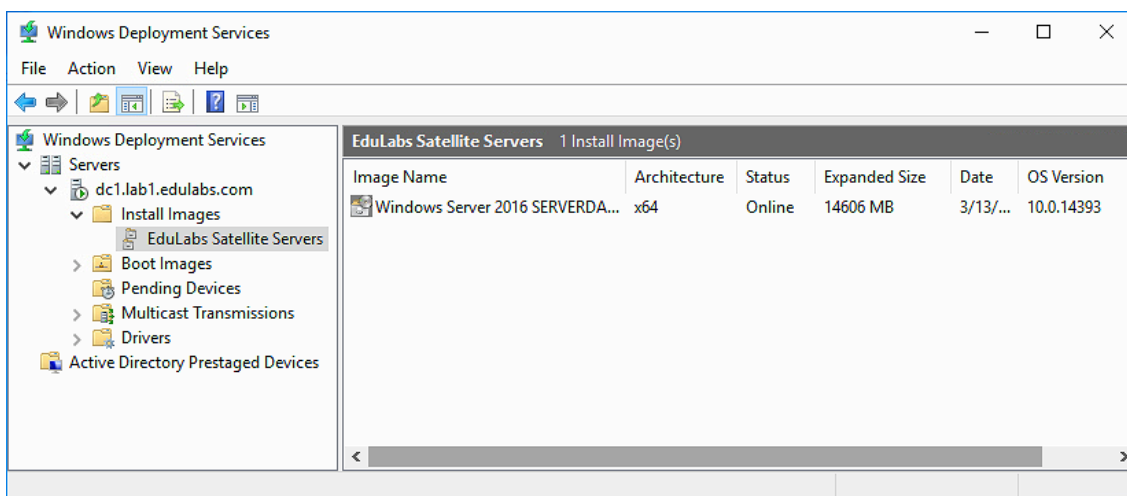 Windows Deployment Services
File Action View Help
Windows Deployment Services
Servers
dc1.lab1.edulabs.com
Install Images
EduLabs Satellite Servers
Boot Images
Pending Devices
Multicast Transmissions
Drivers
Active Directory Prestaged Devices
EduLabs Satellite Servers 1 Install Image(s)
Image Name Architecture Status Expanded Size Date OS Version
Windows Server 2016 SERVERDA... x64 Online 14606 MB 3/13/... 10.0.14393